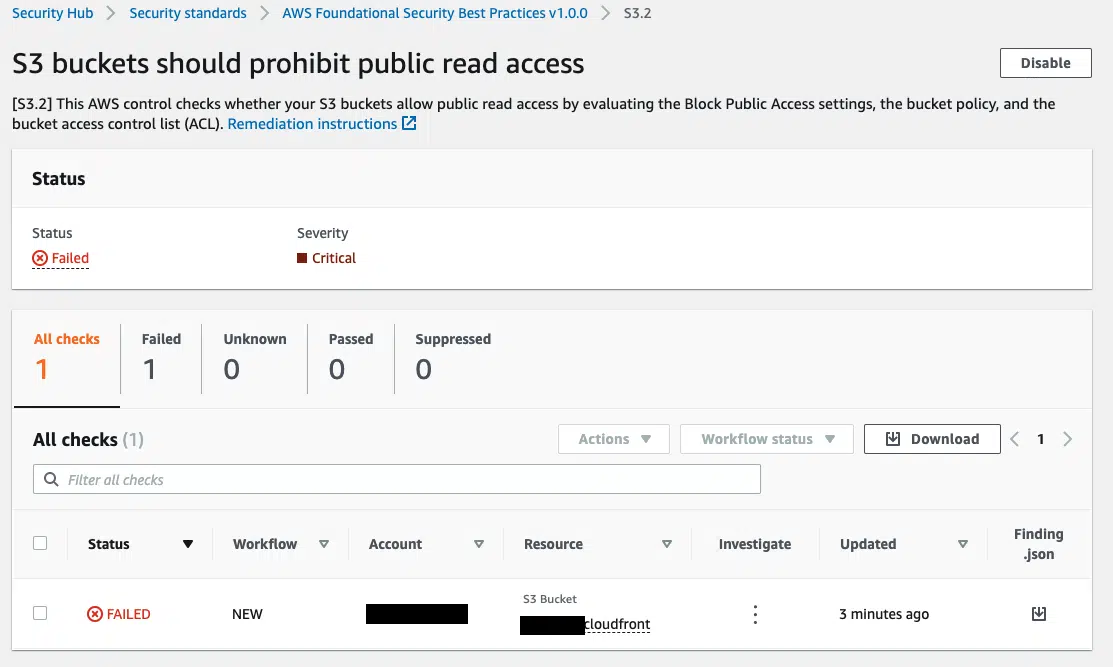 Security Hub > Security standards > AWS Foundational Security Best Practices v1.0.0 > S3.2
S3 buckets should prohibit public read access
Disable
[S3.2] This AWS control checks whether your S3 buckets allow public read access by evaluating the Block Public Access settings, the bucket policy, and the
bucket access control list (ACL). Remediation instructions
Status
Status Severity
Failed Critical
All checks Failed Unknown Passed Suppressed
1 1 0 0 0
All checks (1) Actions Workflow status Download 1
Filter all checks
Status Workflow Account Resource Investigate Updated Finding
.json
S3 Bucket
FAILED NEW cloudfront 3 minutes ago